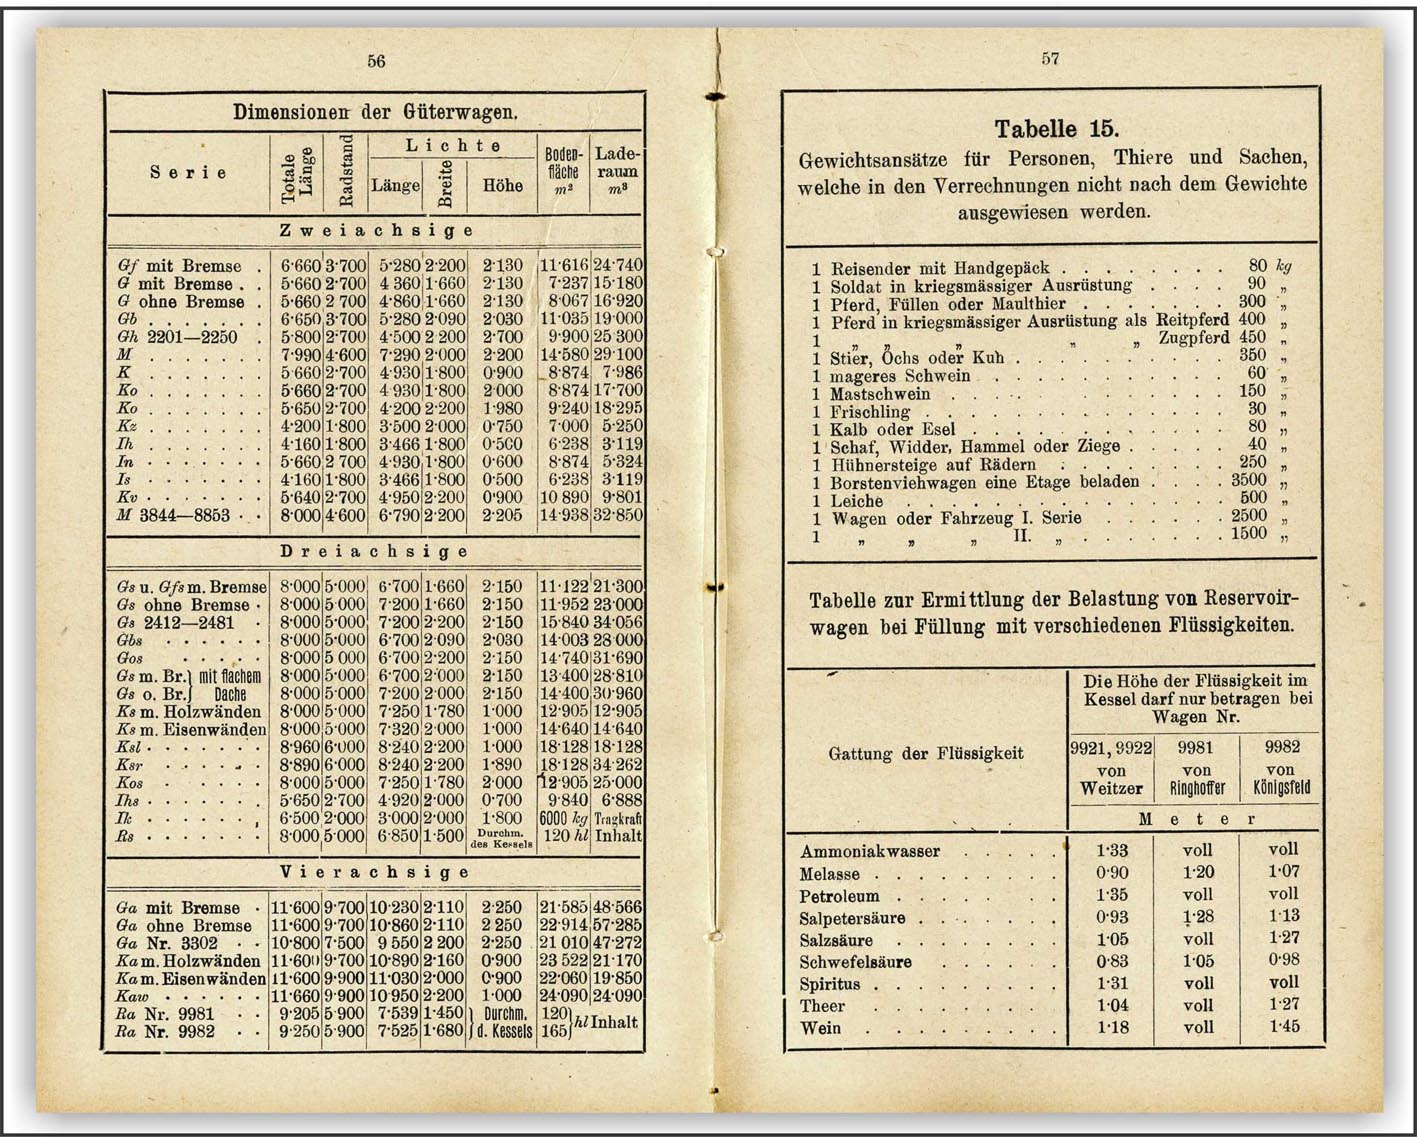 56
Dimensionen der Güterwagen.
Serie Totale Länge Radstand Lichte Boden-fläche m² Lade-raum m³
Länge Breite Höhe
Zweiachsige
Gf mit Bremse . 6·660 3·700 5·280 2·200 2·130 11·616 24·740
G mit Bremse . . 5·660 2·700 4 360 1·660 2·130 7·237 15·180
G ohne Bremse . 5·660 2 700 4·860 1·660 2·130 8·067 16·920
Gb . . . . . . . 6·650 3·700 5·280 2·090 2·030 11·035 19·000
Gh 2201—2250 . 5·800 2·700 4·500 2 200 2·700 9·900 25 300
M . . . . . . . 7·990 4·600 7·290 2·000 2·200 14·580 29·100
K . . . . . . . 5·660 2·700 4·930 1·800 0·900 8·874 7·986
Ko . . . . . . . 5·660 2·700 4·930 1·800 2·000 8·874 17·700
Ko . . . . . . . 5·650 2·700 4·200 2·200 1·980 9·240 18·295
Kz . . . . . . . 4·200 1·800 3·500 2·000 0·750 7·000 5·250
Ih . . . . . . . 4·160 1·800 3·466 1·800 0·500 6·238 3·119
In . . . . . . . 5·660 2 700 4·930 1·800 0·600 8·874 5·324
Is . . . . . . . 4·160 1·800 3·466 1·800 0·500 6·238 3·119
Kv . . . . . . . 5·640 2·700 4·950 2·200 0·900 10 890 9·801
M 3844—8853 . . 8·000 4·600 6·790 2·200 2·205 14·938 32·850
Dreiachsige
Gs u. Gfs m. Bremse 8·000 5·000 6·700 1·660 2·150 11·122 21·300
Gs ohne Bremse · 8·000 5·000 7·200 1·660 2·150 11·952 23·000
Gs 2412—2481 · 8·000 5·000 7·200 2·200 2·150 15·840 34·056
Gbs . . . . . . 8·000 5·000 6·700 2·090 2·030 14·003 28·000
Gos . . . . . 8·000 5 000 6·700 2·200 2·150 14·740 31·690
Gs m. Br. } mit flachem 8·000 5·000 6·700 2·000 2·150 13·400 28·810
Gs o. Br. } Dache 8·000 5·000 7·200 2·000 2·150 14·400 30·960
Ks m. Holzwänden 8·000 5·000 7·250 1·780 1·000 12·905 12·905
Ks m. Eisenwänden 8·000 5·000 7·320 2·000 1·000 14·640 14·640
Ksl . . . . . . . 8·960 6·000 8·240 2·200 1·000 18·128 18·128
Ksr . . . . . . 8·890 6·000 8·240 2·200 1·890 18·128 34·262
Kos . . . . . . 8·000 5·000 7·250 1·780 2·000 12·905 25·000
Ihs . . . . . . . 5·650 2·700 4·920 2·000 0·700 9·840 6·888
Ik . . . . . . . 6·500 2·000 3·000 2·000 1·800 6000 kg Tragkraft
Rs . . . . . . . 8·000 5·000 6·850 1·500 Durchm. des Kessels 120 hl Inhalt
Vierachsige
Ga mit Bremse · 11·600 9·700 10·230 2·110 2·250 21·585 48·566
Ga ohne Bremse 11·600 9·700 10·860 2·110 2 250 22·914 57·285
Ga Nr. 3302 · · 10·800 7·500 9 550 2 200 2·250 21 010 47·272
Ka m. Holzwänden 11·600 9·700 10·890 2·160 0·900 23 522 21·170
Ka m. Eisenwänden 11·600 9·900 11·030 2·000 0·900 22·060 19·850
Kaw . . . . . . 11·660 9·900 10·950 2·200 1·000 24·090 24·090
Ra Nr. 9981 · · 9·205 5·900 7·539 1·450 } Durchm. 120 } hl Inhalt
Ra Nr. 9982 · · 9·250 5·900 7·525 1·680 } d. Kessels 165 }
57
Tabelle 15.
Gewichtsansätze für Personen, Thiere und Sachen,
welche in den Verrechnungen nicht nach dem Gewichte
ausgewiesen werden.
1 Reisender mit Handgepäck . . . . . . . . 80 kg
1 Soldat in kriegsmässiger Ausrüstung . . . . 90 „
1 Pferd, Füllen oder Maulthier . . . . . . . 300 „
1 Pferd in kriegsmässiger Ausrüstung als Reitpferd 400 „
1 „ „ „ „ „ Zugpferd 450 „
1 Stier, Ochs oder Kuh . . . . . . . . . . 350 „
1 mageres Schwein . . . . . . . . . . . 60 „
1 Mastschwein . . . . . . . . . . . . 150 „
1 Frischling . . . . . . . . . . . . . 30 „
1 Kalb oder Esel . . . . . . . . . . . 80 „
1 Schaf, Widder, Hammel oder Ziege . . . . . 40 „
1 Hühnersteige auf Rädern . . . . . . . . 250 „
1 Borstenviehwagen eine Etage beladen . . . . 3500 „
1 Leiche . . . . . . . . . . . . . . 500 „
1 Wagen oder Fahrzeug I. Serie . . . . . . 2500 „
1 „ „ „ II. „ . . . . . . 1500 „
Tabelle zur Ermittlung der Belastung von Reservoir-
wagen bei Füllung mit verschiedenen Flüssigkeiten.
Gattung der Flüssigkeit
Die Höhe der Flüssigkeit im
Kessel darf nur betragen bei
Wagen Nr.
9921, 9922 9981 9982
von von von
Weitzer Ringhoffer Königsfeld
Meter
Ammoniakwasser . . . . . 1·33 voll voll
Melasse . . . . . . . . . 0·90 1·20 1·07
Petroleum . . . . . . . . 1·35 voll voll
Salpetersäure . . . . . . . 0·93 1·28 1·13
Salzsäure . . . . . . . . 1·05 voll 1·27
Schwefelsäure . . . . . . 0·83 1·05 0·98
Spiritus . . . . . . . . . 1·31 voll voll
Theer . . . . . . . . . 1·04 voll 1·27
Wein . . . . . . . . . 1·18 voll 1·45